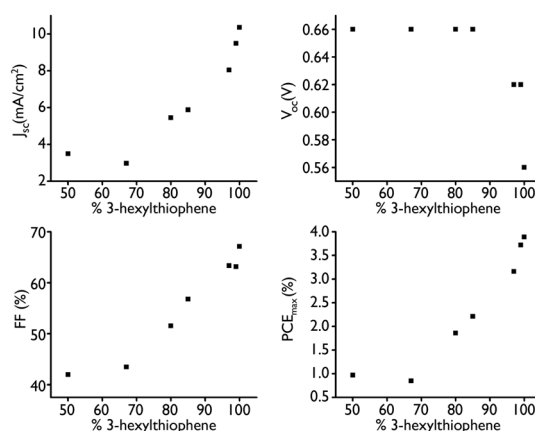 10
8
6
4
2
J_sc(mA/cm²)
50 60 70 80 90 100
% 3-hexylthiophene
0.66
0.64
0.62
0.60
0.58
0.56
V_oc(V)
50 60 70 80 90 100
% 3-hexylthiophene
70
60
50
40
FF (%)
50 60 70 80 90 100
% 3-hexylthiophene
4.0
3.5
3.0
2.5
2.0
1.5
1.0
0.5
PCE_max(%)
50 60 70 80 90 100
% 3-hexylthiophene